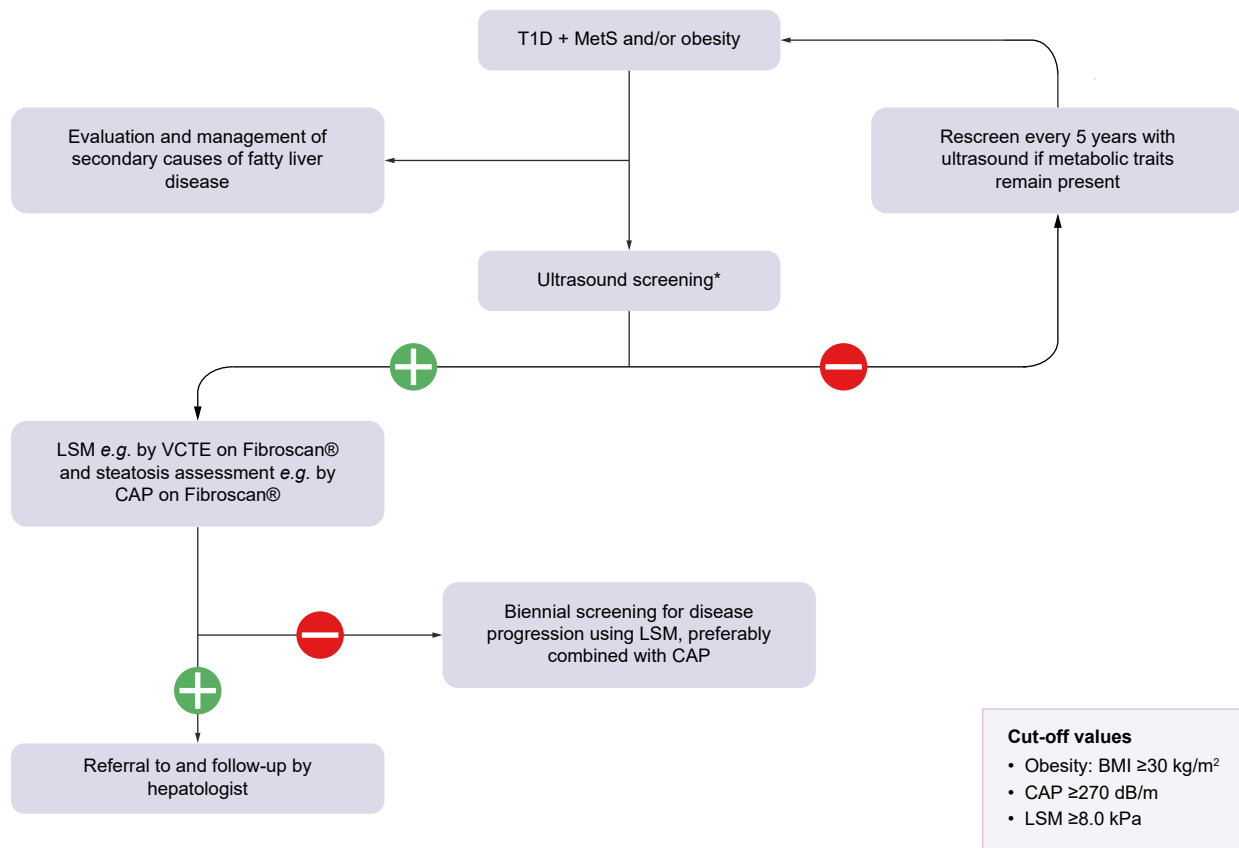 T1D + MetS and/or obesity
Evaluation and management of
secondary causes of fatty liver
disease
Rescreen every 5 years with
ultrasound if metabolic traits
remain present
Ultrasound screening*
LSM e.g. by VCTE on Fibroscan®
and steatosis assessment e.g. by
CAP on Fibroscan®
Biennial screening for disease
progression using LSM, preferably
combined with CAP
Referral to and follow-up by
hepatologist
Cut-off values
• Obesity: BMI ≥30 kg/m²
• CAP ≥270 dB/m
• LSM ≥8.0 kPa